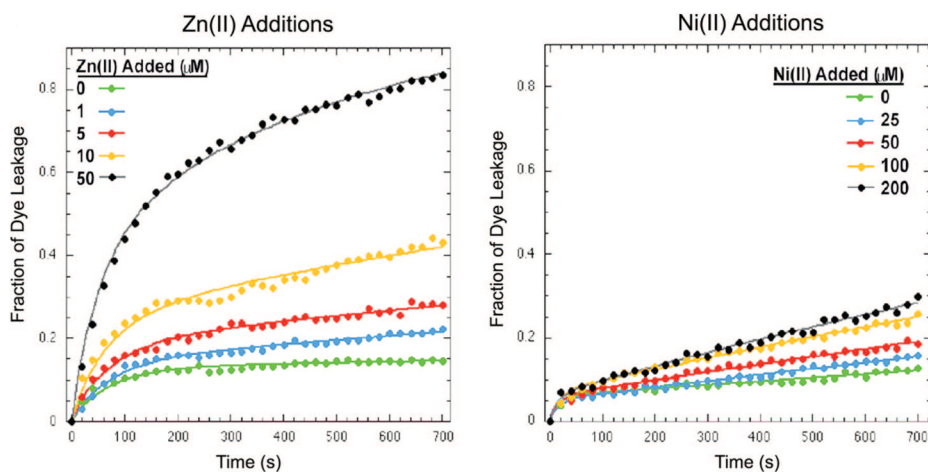 Zn(II) Additions
Zn(II) Added (μM)
0
1
5
10
50
Fraction of Dye Leakage
0.8
0.6
0.4
0.2
0
0 100 200 300 400 500 600 700
Time (s)
Ni(II) Additions
Ni(II) Added (μM)
0
25
50
100
200
Fraction of Dye Leakage
0.8
0.6
0.4
0.2
0
0 100 200 300 400 500 600 700
Time (s)